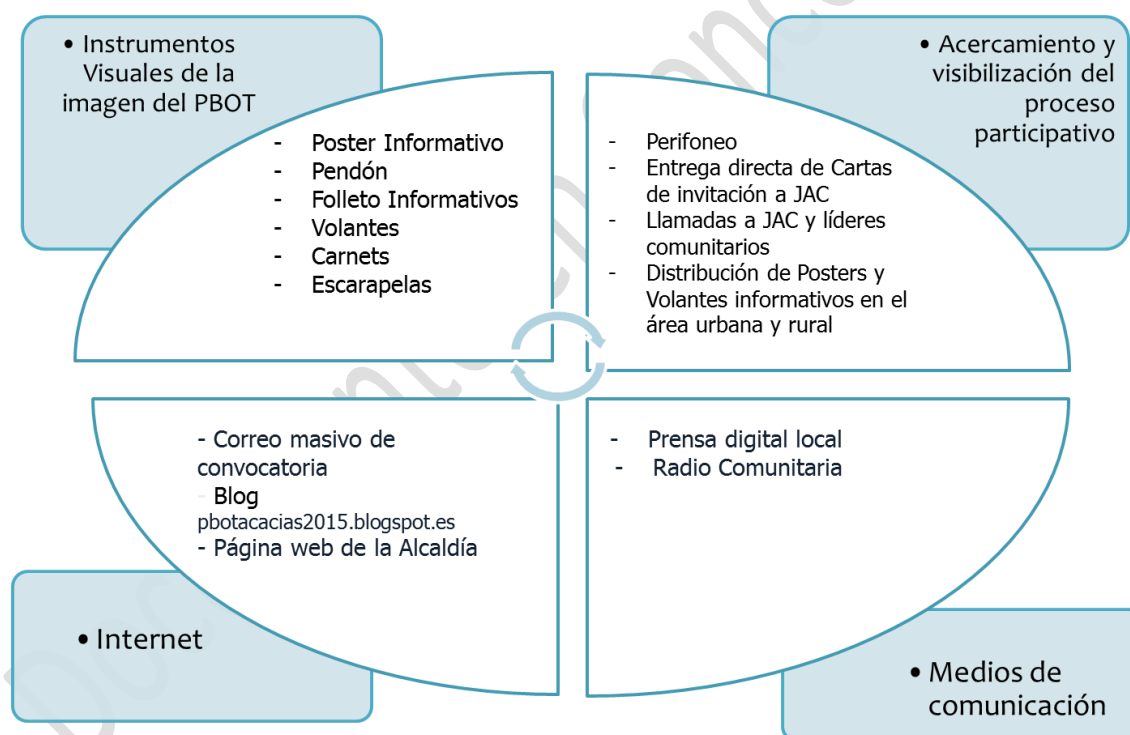 • Instrumentos
Visuales de la
imagen del PBOT
- Poster Informativo
- Pendón
- Folleto Informativos
- Volantes
- Carnets
- Escarapelas
• Acercamiento y
visibilización del
proceso
participativo
- Perifoneo
- Entrega directa de Cartas
de invitación a JAC
- Llamadas a JAC y líderes
comunitarios
- Distribución de Posters y
Volantes informativos en el
área urbana y rural
- Correo masivo de
convocatoria
- Blog
pbotacacias2015.blogspot.es
- Página web de la Alcaldía
• Internet
- Prensa digital local
- Radio Comunitaria
• Medios de
comunicación